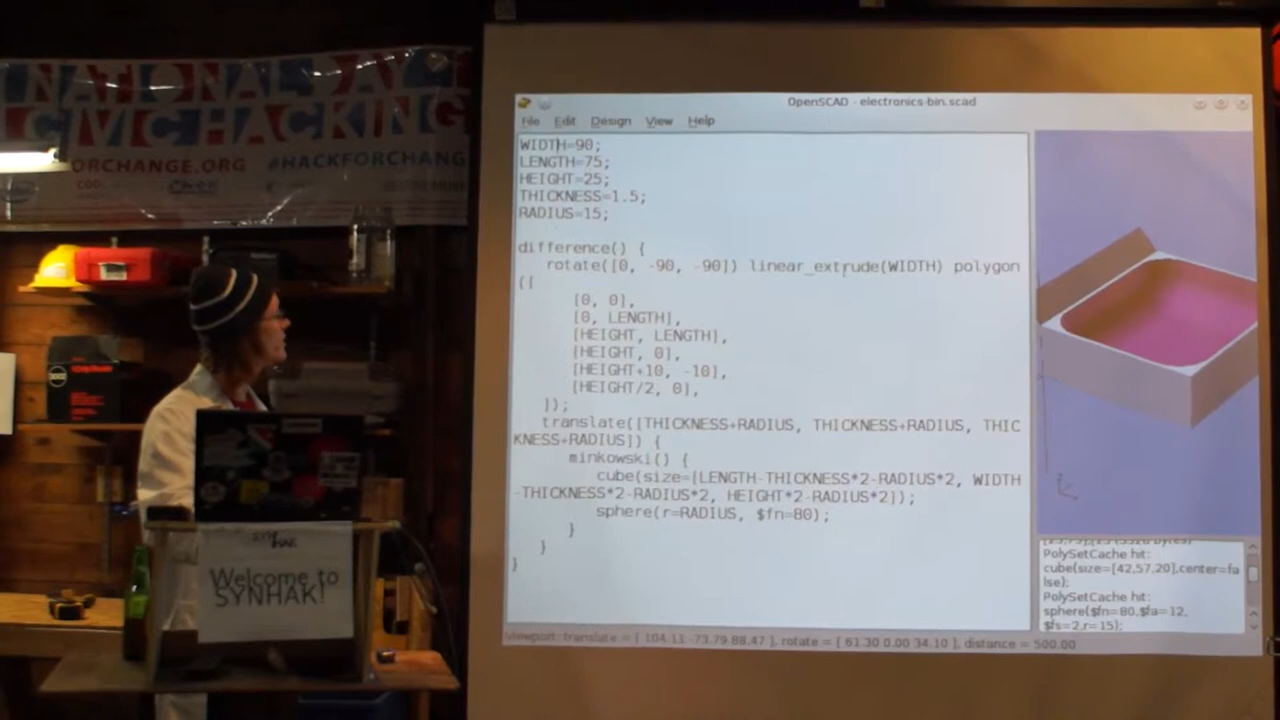 NATIONAL DAY
CIVIC HACKING
ORCHANGE.ORG #HACKFORCHANG
Welcome to
SYNHAK!
OpenSCAD - electronics-bin.scad
File Edit Design View Help
WIDTH=90;
LENGTH=75;
HEIGHT=25;
THICKNESS=1.5;
RADIUS=15;
difference() {
rotate([0, -90, -90]) linear_extrude(WIDTH) polygon
([
[0, 0],
[0, LENGTH],
[HEIGHT, LENGTH],
[HEIGHT, 0],
[HEIGHT+10, -10],
[HEIGHT/2, 0],
]);
translate([THICKNESS+RADIUS, THICKNESS+RADIUS, THIC
KNESS+RADIUS]) {
minkowski() {
cube(size=[LENGTH-THICKNESS*2-RADIUS*2, WIDTH
-THICKNESS*2-RADIUS*2, HEIGHT*2-RADIUS*2]);
sphere(r=RADIUS, $fn=80);
}
}
}
PolySetCache hit:
cube(size=[42,57,20],center=fa
lse);
PolySetCache hit:
sphere($fn=80,$fa=12,
$fs=2,r=15);
Viewport: translate = [ 104.11 -73.79 88.47 ], rotate = [ 61.30 0.00 34.10 ], distance = 500.00